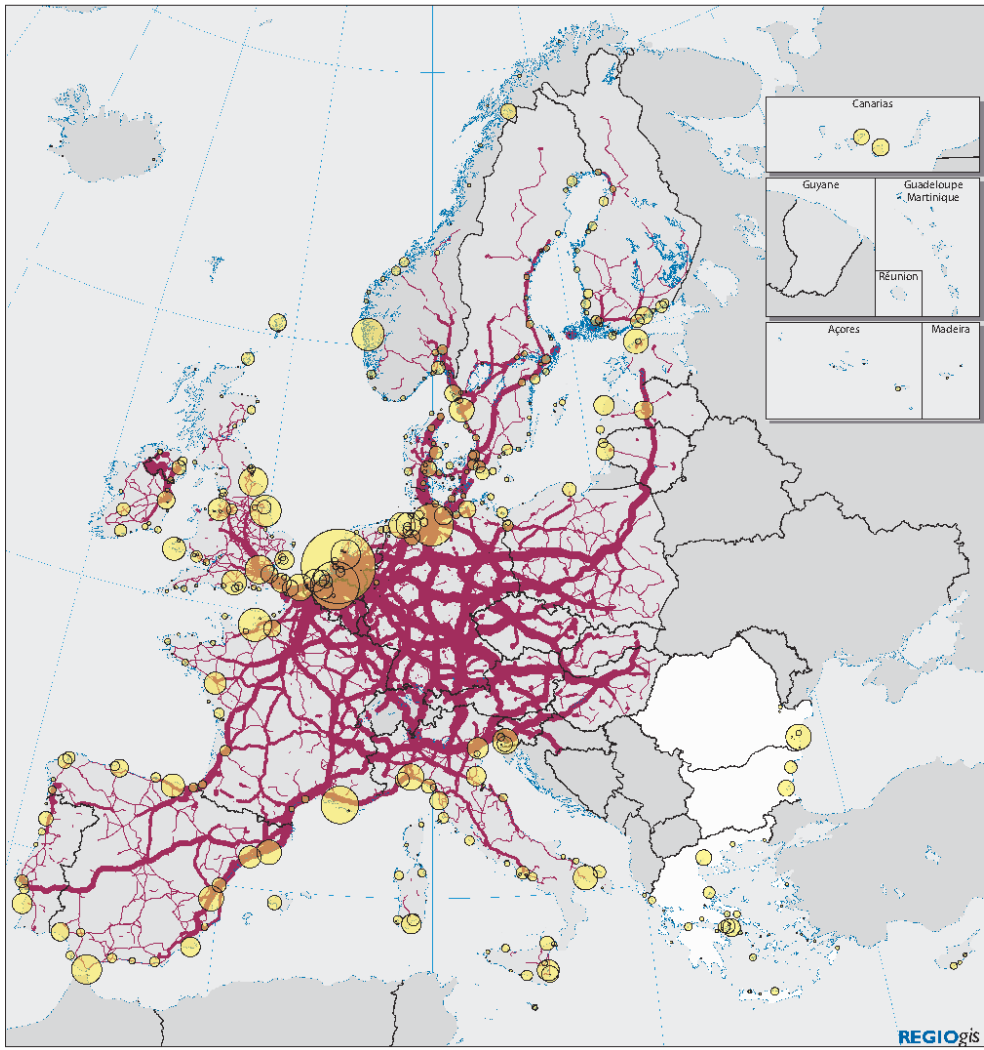 Canarias
Guyane
Guadeloupe
Martinique
Réunion
Açores
Madeira
REGIOgis